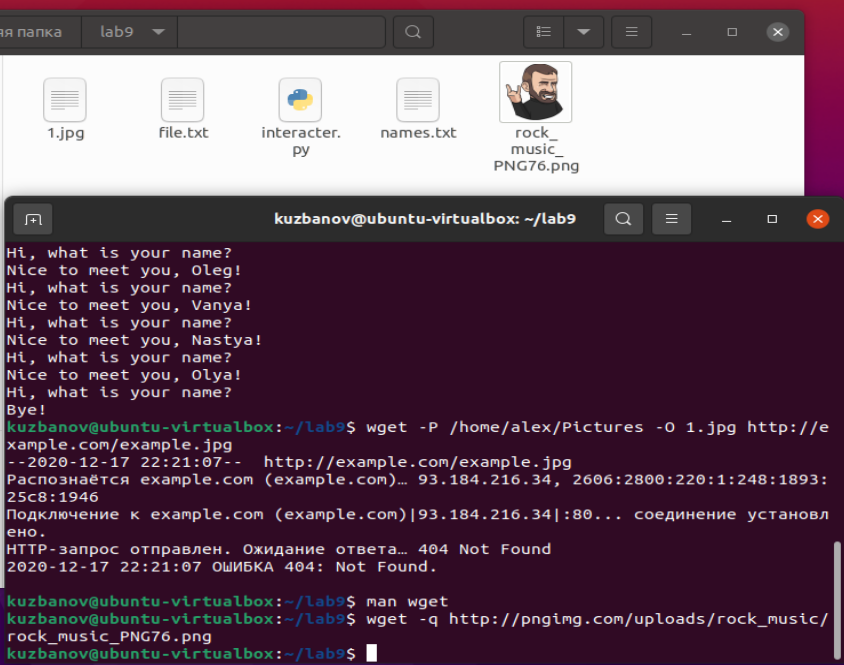 яя папка
lab9
1.jpg
file.txt
interacter.
py
names.txt
rock_
music_
PNG76.png
kuzbanov@ubuntu-virtualbox: ~/lab9
Hi, what is your name?
Nice to meet you, Oleg!
Hi, what is your name?
Nice to meet you, Vanya!
Hi, what is your name?
Nice to meet you, Nastya!
Hi, what is your name?
Nice to meet you, Olya!
Hi, what is your name?
Bye!
kuzbanov@ubuntu-virtualbox:~/lab9$ wget -P /home/alex/Pictures -O 1.jpg http://e
xample.com/example.jpg
--2020-12-17 22:21:07--  http://example.com/example.jpg
Распознаётся example.com (example.com)… 93.184.216.34, 2606:2800:220:1:248:1893:
25c8:1946
Подключение к example.com (example.com)|93.184.216.34|:80... соединение установл
ено.
HTTP-запрос отправлен. Ожидание ответа… 404 Not Found
2020-12-17 22:21:07 ОШИБКА 404: Not Found.
kuzbanov@ubuntu-virtualbox:~/lab9$ man wget
kuzbanov@ubuntu-virtualbox:~/lab9$ wget -q http://pngimg.com/uploads/rock_music/
rock_music_PNG76.png
kuzbanov@ubuntu-virtualbox:~/lab9$